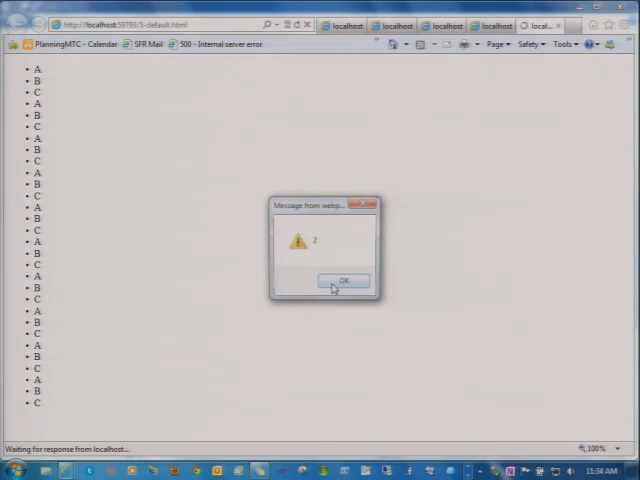 http://localhost:59793/5-default.html
localhost
localhost
localhost
localhost
local...
PlanningMTC - Calendar
SFR Mail
500 - Internal server error
Page
Safety
Tools
• A
• B
• C
• A
• B
• C
• A
• B
• C
• A
• B
• C
• A
• B
• C
• A
• B
• C
• A
• B
• C
• A
• B
• C
• A
• B
• C
• A
• B
• C
Message from webp...
2
OK
Waiting for response from localhost...
100%
11:34 AM